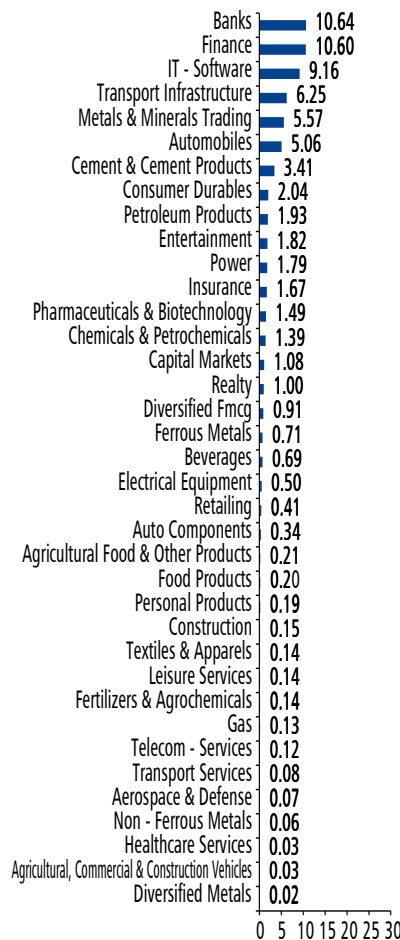 Banks 10.64
Finance 10.60
IT - Software 9.16
Transport Infrastructure 6.25
Metals & Minerals Trading 5.57
Automobiles 5.06
Cement & Cement Products 3.41
Consumer Durables 2.04
Petroleum Products 1.93
Entertainment 1.82
Power 1.79
Insurance 1.67
Pharmaceuticals & Biotechnology 1.49
Chemicals & Petrochemicals 1.39
Capital Markets 1.08
Realty 1.00
Diversified Fmcg 0.91
Ferrous Metals 0.71
Beverages 0.69
Electrical Equipment 0.50
Retailing 0.41
Auto Components 0.34
Agricultural Food & Other Products 0.21
Food Products 0.20
Personal Products 0.19
Construction 0.15
Textiles & Apparels 0.14
Leisure Services 0.14
Fertilizers & Agrochemicals 0.14
Gas 0.13
Telecom - Services 0.12
Transport Services 0.08
Aerospace & Defense 0.07
Non - Ferrous Metals 0.06
Healthcare Services 0.03
Agricultural, Commercial & Construction Vehicles 0.03
Diversified Metals 0.02
0 5 10 15 20 25 30